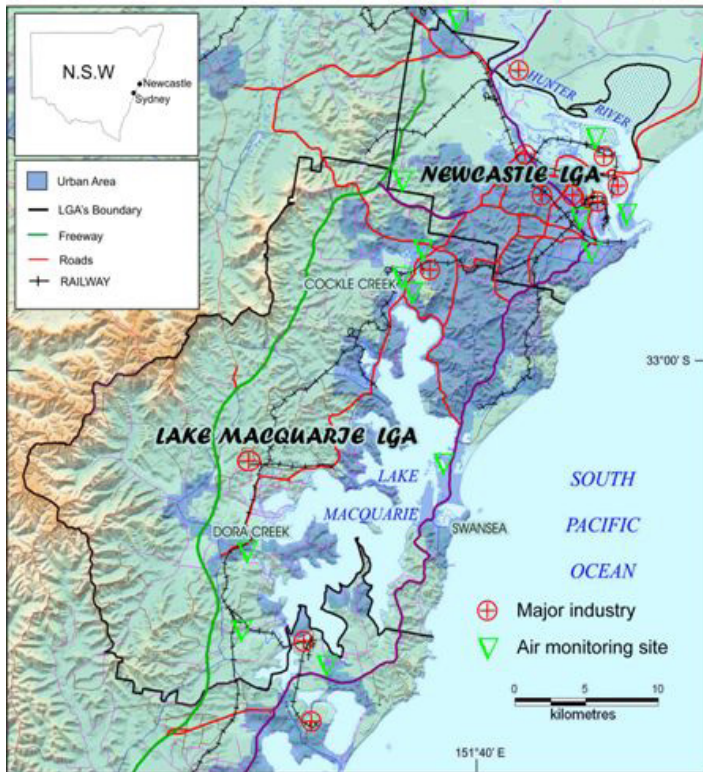 N.S.W
Newcastle
Sydney
Urban Area
LGA's Boundary
Freeway
Roads
RAILWAY
HUNTER
RIVER
NEWCASTLE LGA
COCKLE CREEK
33°00' S
LAKE MACQUARIE LGA
LAKE
MACQUARIE
SOUTH
PACIFIC
OCEAN
SWANSEA
DORA CREEK
Major industry
Air monitoring site
0 5 10
kilometres
151°40' E